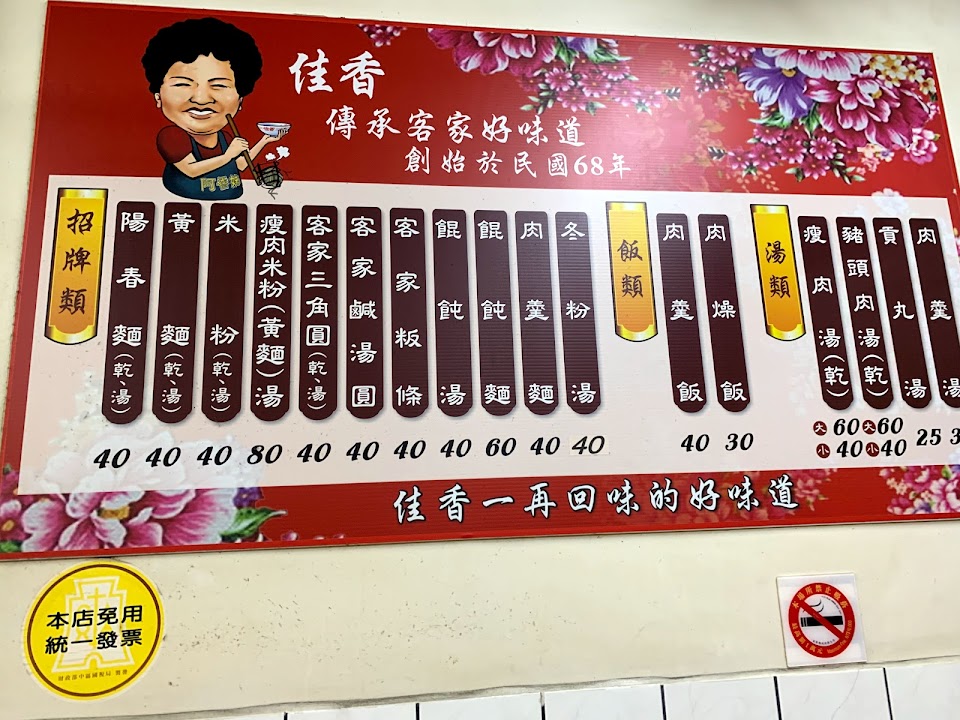 佳香
傳承客家好味道
創始於民國68年
招牌類
陽春麵(乾、湯) 40
黃麵(乾、湯) 40
米粉(乾、湯) 40
瘦肉米粉(黃麵)湯 80
客家三角圓(乾、湯) 40
客家鹹湯圓 40
客家粄條 40
餛飩湯 40
餛飩麵 60
肉羹麵 40
冬粉湯 40
飯類
肉羹飯 40
肉燥飯 30
湯類
瘦肉湯(乾) 大60 小40
豬頭肉湯(乾) 大60 小40
貢丸湯 25
肉羹湯 3
佳香一再回味的好味道
本店免用
統一發票